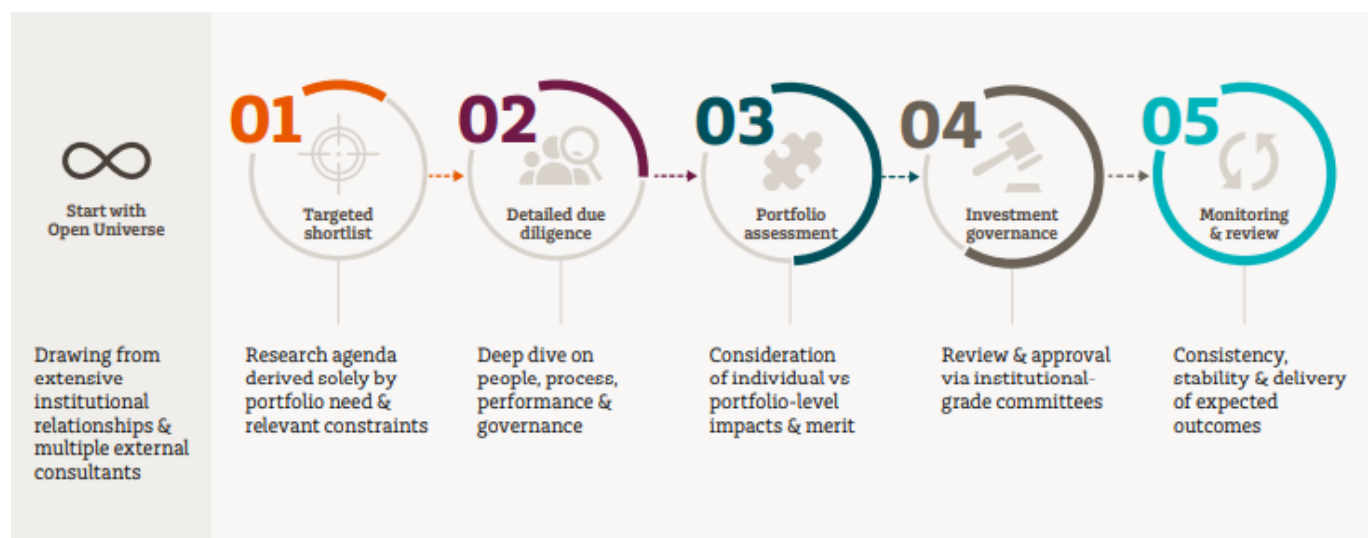 Start with
Open Universe
Drawing from
extensive
institutional
relationships &
multiple external
consultants
01
Targeted
shortlist
Research agenda
derived solely by
portfolio need &
relevant constraints
02
Detailed due
diligence
Deep dive on
people, process,
performance &
governance
03
Portfolio
assessment
Consideration
of individual vs
portfolio-level
impacts & merit
04
Investment
governance
Review & approval
via institutional-
grade committees
05
Monitoring
& review
Consistency,
stability & delivery
of expected
outcomes